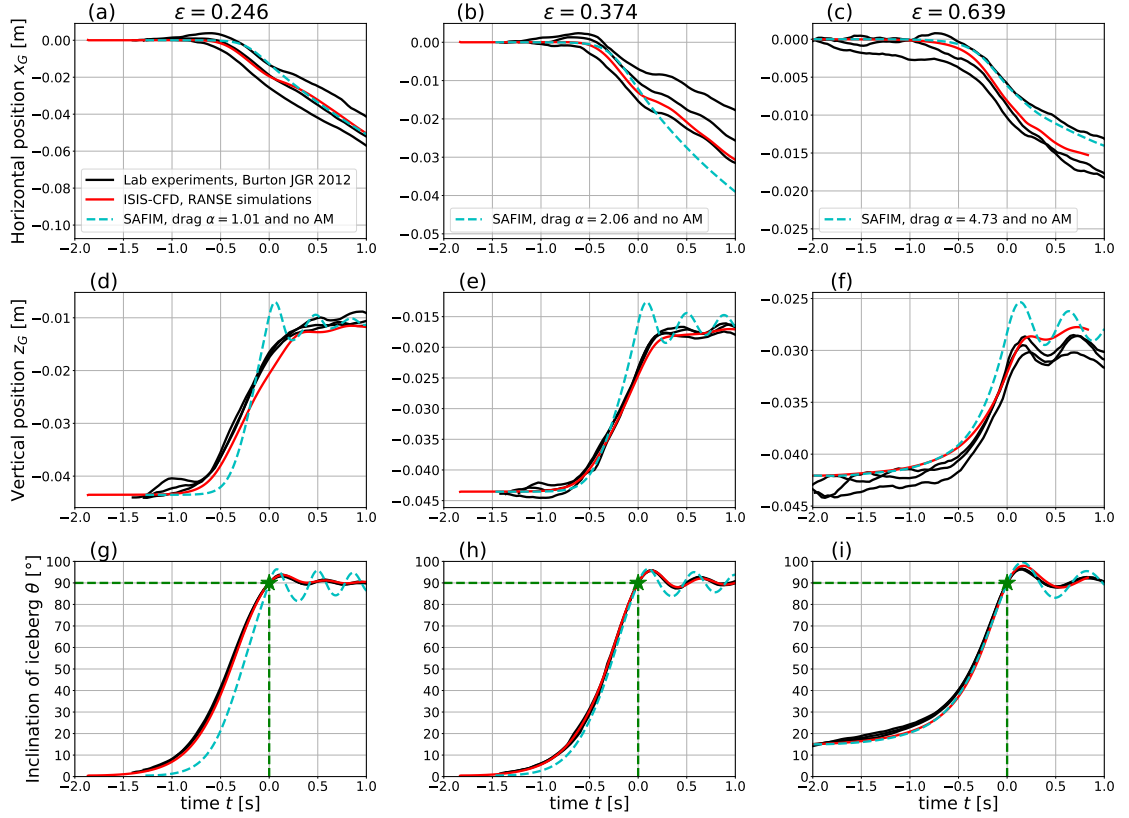 (a)
ε = 0.246
(b)
ε = 0.374
(c)
ε = 0.639
Horizontal position x_G [m]
0.00
−0.02
−0.04
−0.06
−0.08
−0.10
Lab experiments, Burton JGR 2012
ISIS-CFD, RANSE simulations
SAFIM, drag α = 1.01 and no AM
−2.0 −1.5 −1.0 −0.5 0.0 0.5 1.0
0.00
−0.01
−0.02
−0.03
−0.04
−0.05
SAFIM, drag α = 2.06 and no AM
−2.0 −1.5 −1.0 −0.5 0.0 0.5 1.0
0.000
−0.005
−0.010
−0.015
−0.020
−0.025
SAFIM, drag α = 4.73 and no AM
−2.0 −1.5 −1.0 −0.5 0.0 0.5 1.0
(d)
(e)
(f)
Vertical position z_G [m]
−0.01
−0.02
−0.03
−0.04
−2.0 −1.5 −1.0 −0.5 0.0 0.5 1.0
−0.015
−0.020
−0.025
−0.030
−0.035
−0.040
−0.045
−2.0 −1.5 −1.0 −0.5 0.0 0.5 1.0
−0.025
−0.030
−0.035
−0.040
−0.045
−2.0 −1.5 −1.0 −0.5 0.0 0.5 1.0
(g)
(h)
(i)
Inclination of iceberg θ [°]
100
90
80
70
60
50
40
30
20
10
0
−2.0 −1.5 −1.0 −0.5 0.0 0.5 1.0
time t [s]
100
90
80
70
60
50
40
30
20
10
0
−2.0 −1.5 −1.0 −0.5 0.0 0.5 1.0
time t [s]
100
90
80
70
60
50
40
30
20
10
0
−2.0 −1.5 −1.0 −0.5 0.0 0.5 1.0
time t [s]